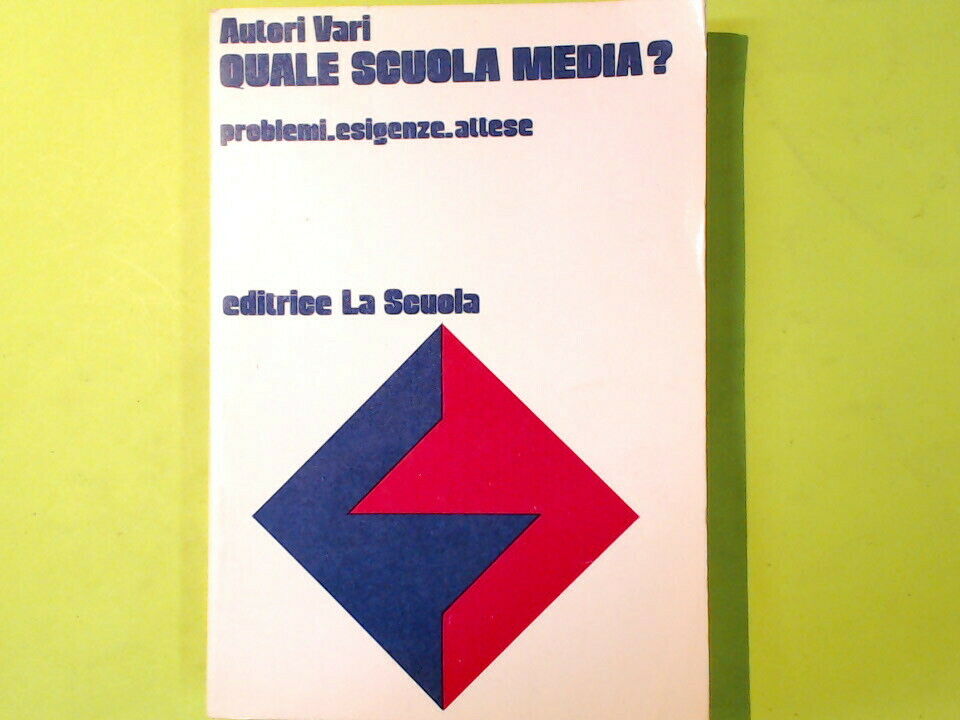 Autori Vari
QUALE SCUOLA MEDIA?
problemi-esigenze-attese
editrice La Scuola